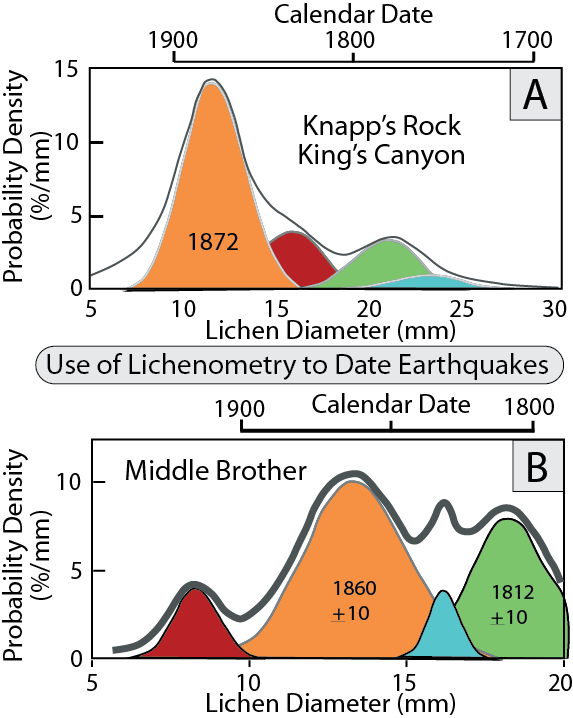 Calendar Date
1900 1800 1700
15
10
5
0
Probability Density
(%/mm)
A
Knapp's Rock
King's Canyon
1872
5 10 15 20 25 30
Lichen Diameter (mm)
Use of Lichenometry to Date Earthquakes
Calendar Date
1900 1800
10
5
0
Probability Density
(%/mm)
B
Middle Brother
1860
±10
1812
±10
5 10 15 20
Lichen Diameter (mm)